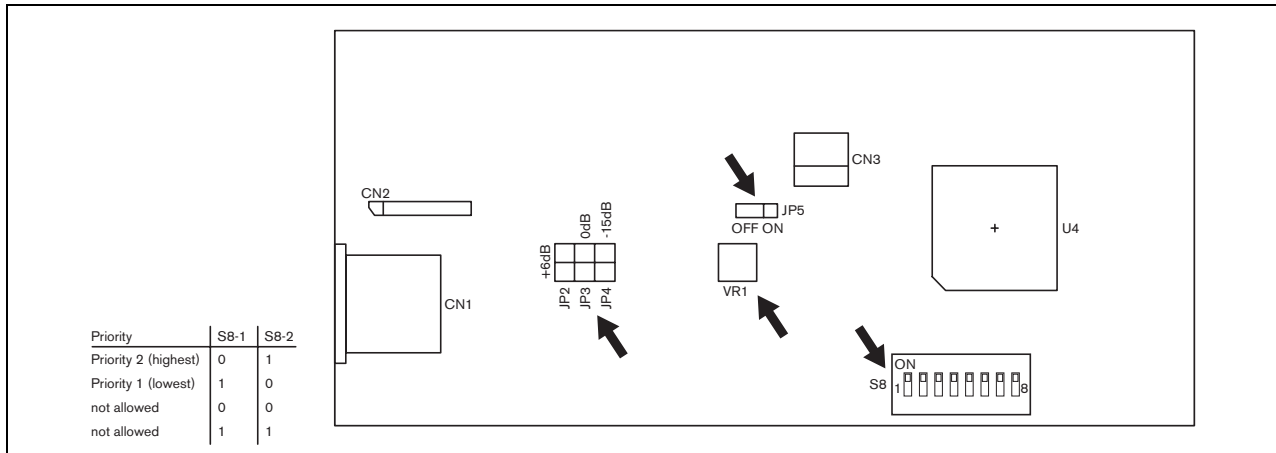 CN3
CN2
JP5
OFF ON
+6dB
0dB
-15dB
U4
VR1
JP2
JP3
JP4
CN1
ON
S8
1
8
Priority S8-1 S8-2
Priority 2 (highest) 0 1
Priority 1 (lowest) 1 0
not allowed 0 0
not allowed 1 1